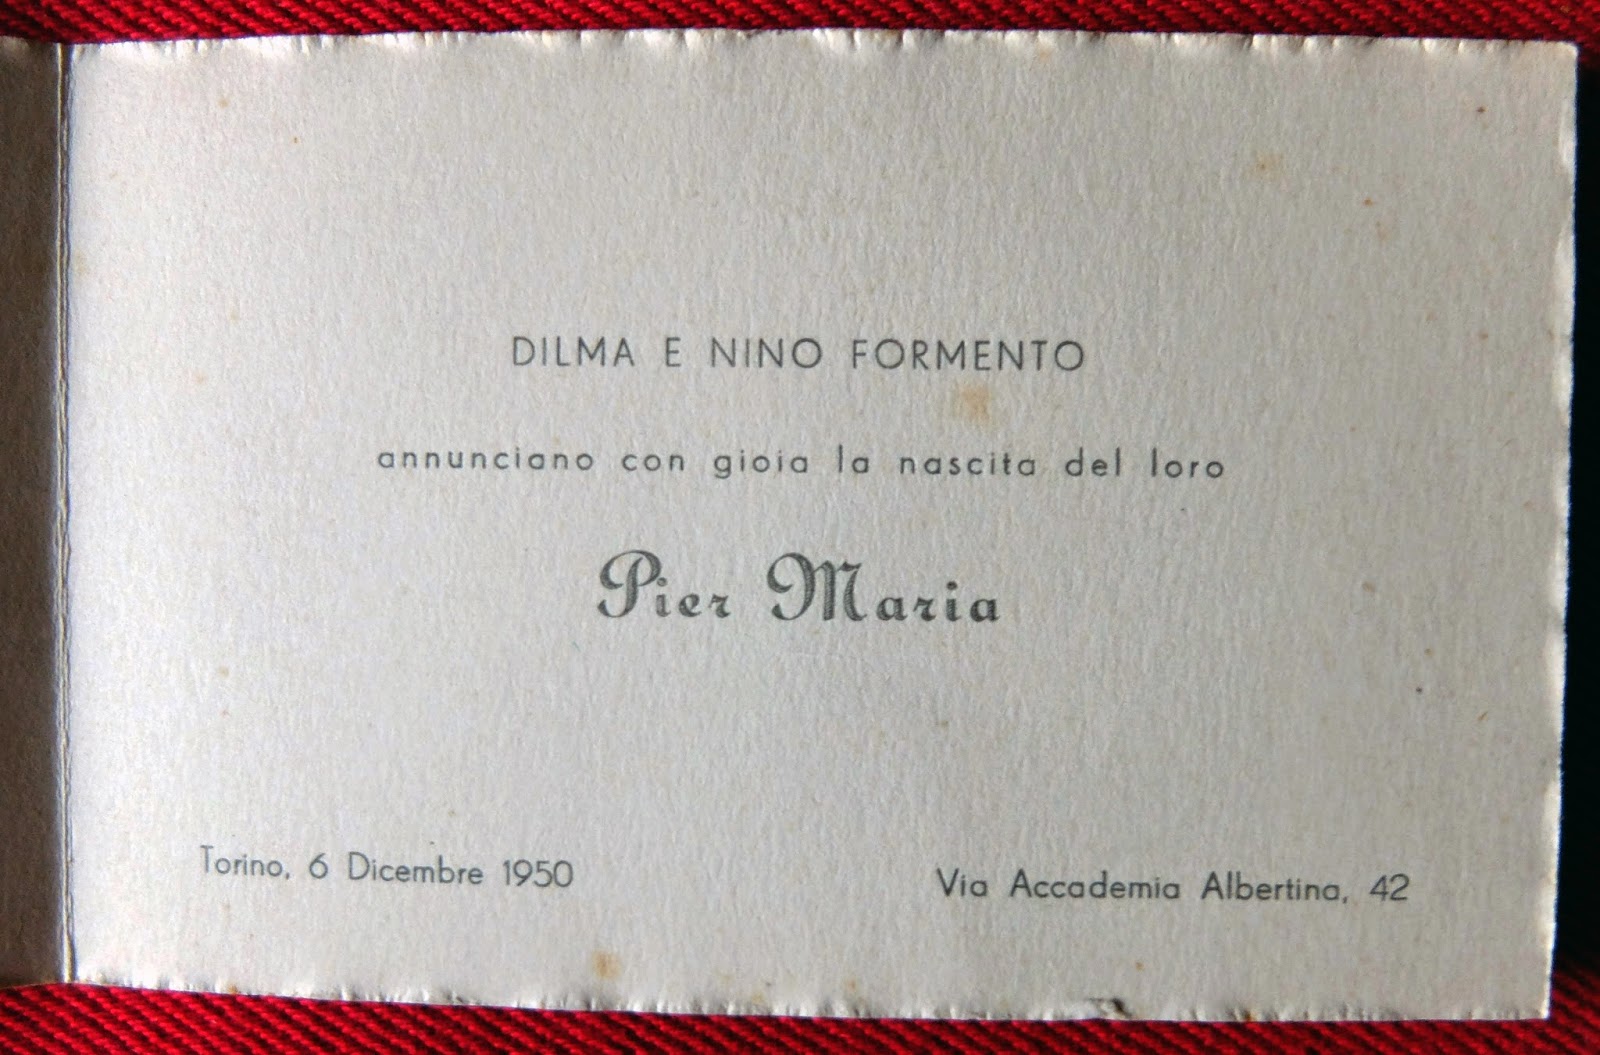 DILMA E NINO FORMENTO
annunciano con gioia la nascita del loro
Pier Maria
Torino, 6 Dicembre 1950
Via Accademia Albertina, 42